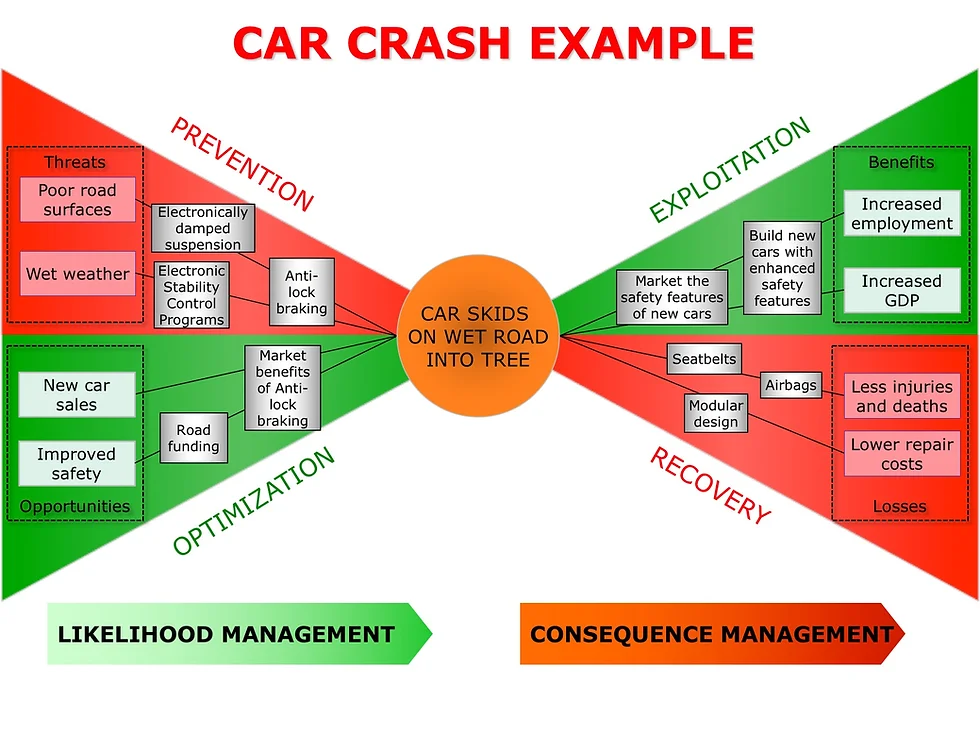 CAR CRASH EXAMPLE
PREVENTION
Threats
Poor road
surfaces
Wet weather
Electronically
damped
suspension
Electronic
Stability
Control
Programs
Anti-
lock
braking
New car
sales
Improved
safety
Opportunities
Market
benefits
of Anti-
lock
braking
Road
funding
OPTIMIZATION
CAR SKIDS
ON WET ROAD
INTO TREE
EXPLOITATION
Benefits
Increased
employment
Increased
GDP
Build new
cars with
enhanced
safety
features
Market the
safety features
of new cars
Seatbelts
Airbags
Modular
design
Less injuries
and deaths
Lower repair
costs
Losses
RECOVERY
LIKELIHOOD MANAGEMENT
CONSEQUENCE MANAGEMENT